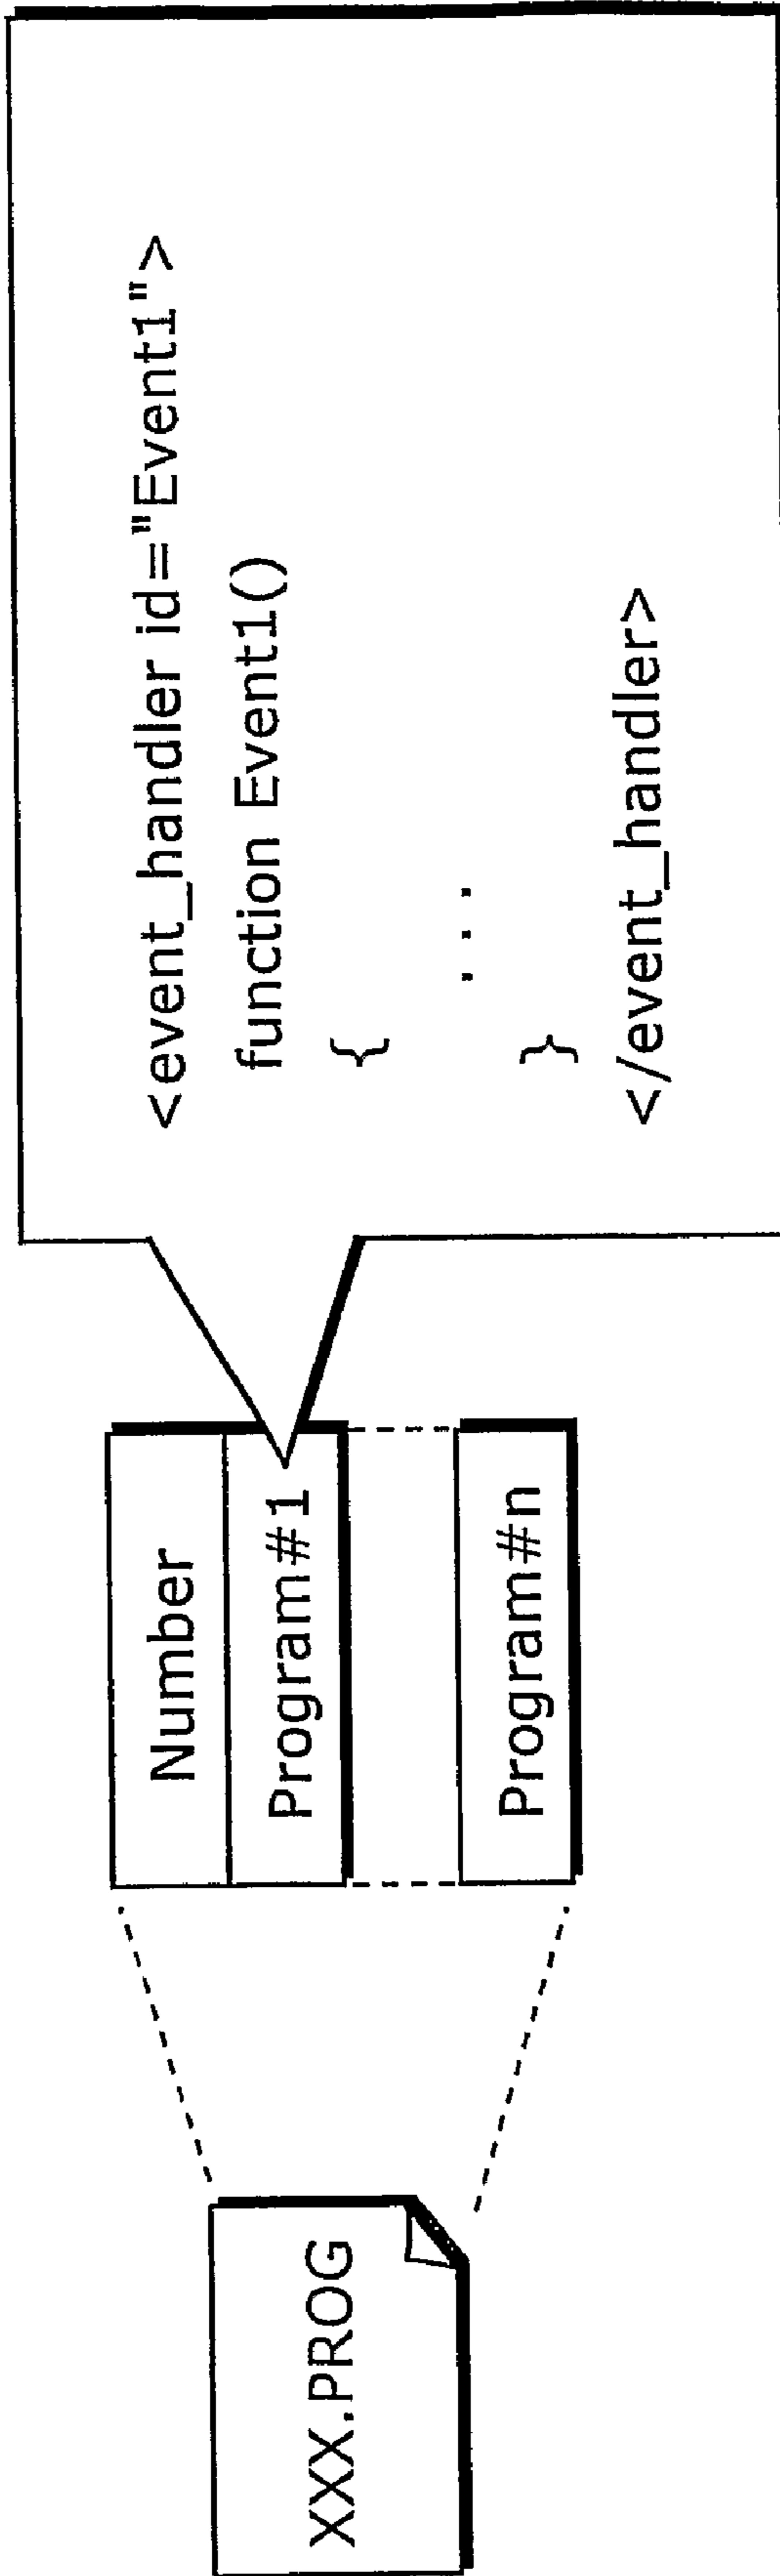 XXX.PROG
Number
Program#1
Program#n
<event_handler id="Event1">
function Event1()
{
...
}
</event_handler>